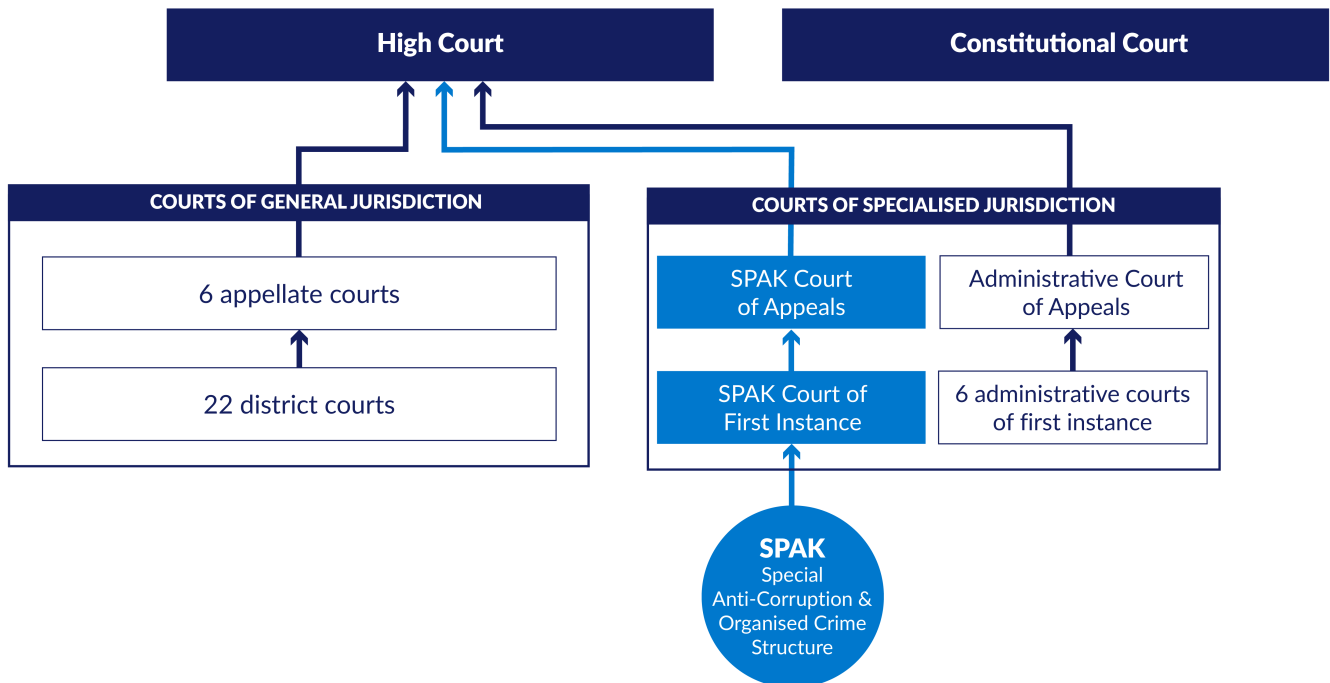 High Court
Constitutional Court
COURTS OF GENERAL JURISDICTION
6 appellate courts
22 district courts
COURTS OF SPECIALISED JURISDICTION
SPAK Court
of Appeals
Administrative Court
of Appeals
SPAK Court of
First Instance
6 administrative courts
of first instance
SPAK
Special
Anti-Corruption &
Organised Crime
Structure